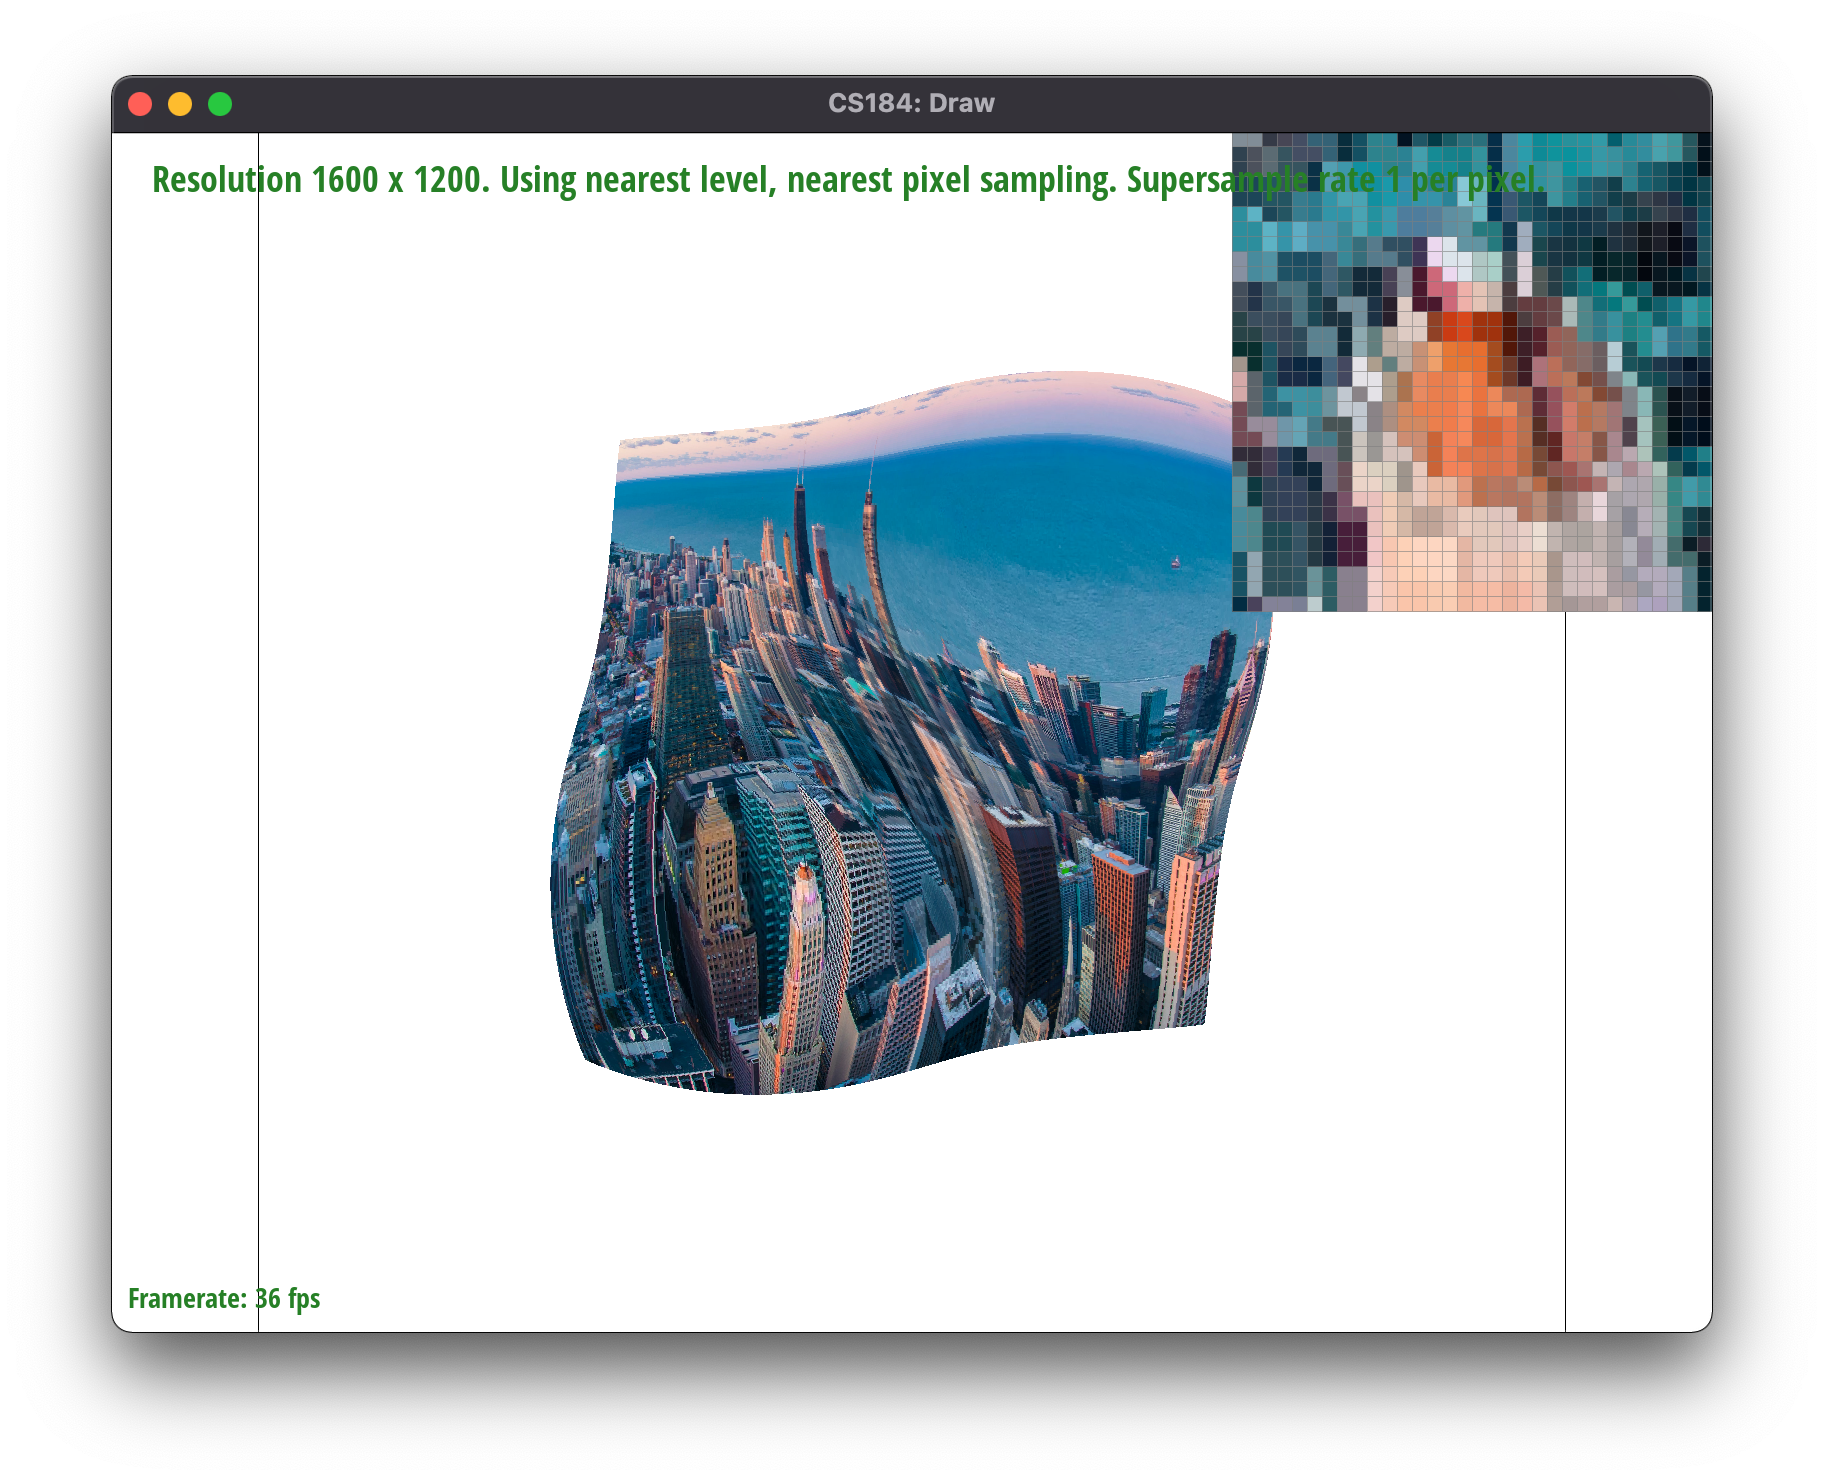 CS184: Draw
Resolution 1600 x 1200. Using nearest level, nearest pixel sampling. Supersample rate 1 per pixel.
Framerate: 36 fps